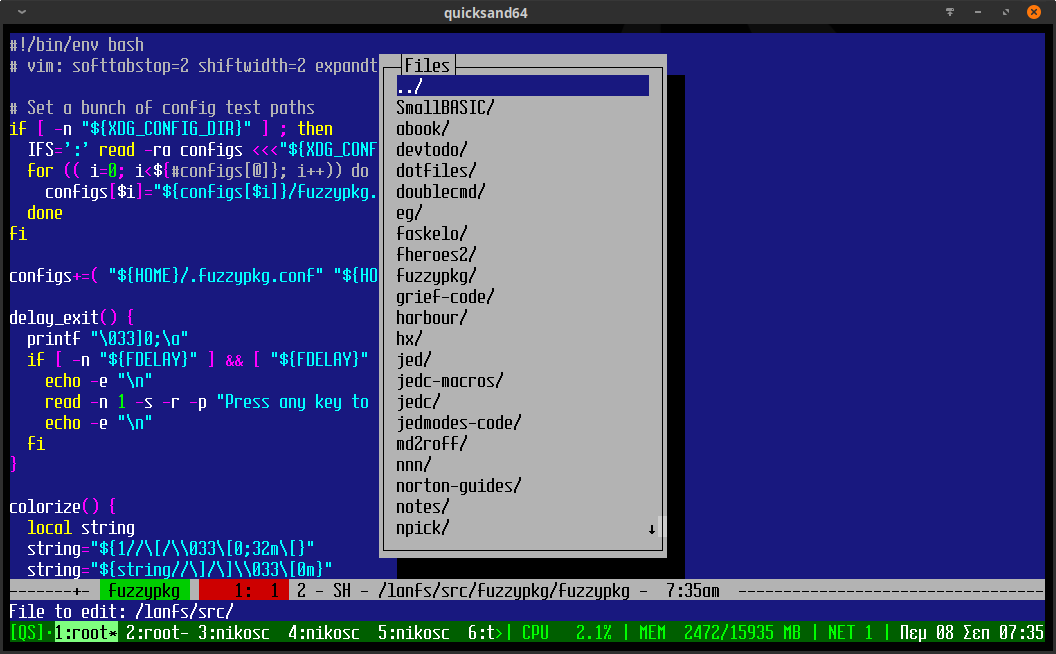 quicksand64
#!/bin/env bash
# vim: softtabstop=2 shiftwidth=2 expandt
# Set a bunch of config test paths
if [ -n "${XDG_CONFIG_DIR}" ] ; then
  IFS=':' read -ra configs <<<"${XDG_CONF
  for (( i=0; i<${#configs[@]}; i++)) do
    configs[$i]="${configs[$i]}/fuzzypkg.
  done
fi
configs+=( "${HOME}/.fuzzypkg.conf" "${HO
delay_exit() {
  printf "\033]0;\a"
  if [ -n "${FDELAY}" ] && [ "${FDELAY}"
    echo -e "\n"
    read -n 1 -s -r -p "Press any key to
    echo -e "\n"
  fi
}
colorize() {
  local string
  string="${1//\[/\\033\[0;32m\[}"
  string="${string//\]/\]\\033\[0m}"
Files
../
SmallBASIC/
abook/
devtodo/
dotfiles/
doublecmd/
eg/
faskelo/
fheroes2/
fuzzypkg/
grief-code/
harbour/
hx/
jed/
jedc-macros/
jedc/
jedmodes-code/
md2roff/
nnn/
norton-guides/
notes/
npick/ ↓
-------+- fuzzypkg 1: 1 2 - SH - /lanfs/src/fuzzypkg/fuzzypkg - 7:35am ----------------------------------
File to edit: /lanfs/src/
[QS]·1:root* 2:root- 3:nikosc 4:nikosc 5:nikosc 6:t>| CPU 2.1% | MEM 2472/15935 MB | NET 1 | Πεμ 08 Σεπ 07:35